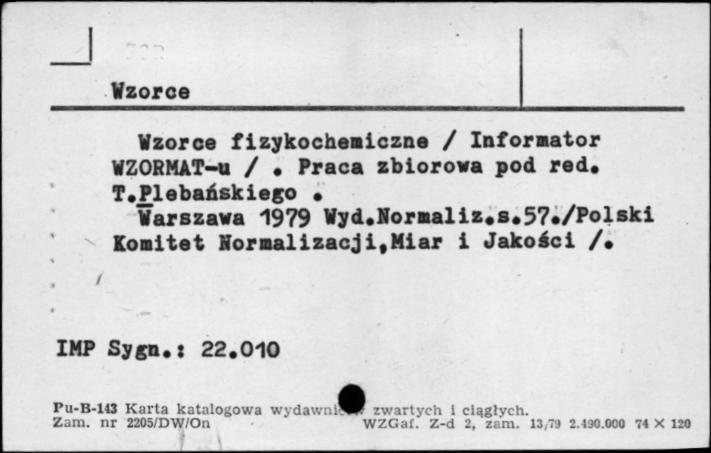 Wzorce
Wzorce fizykochemiczne / Informator
WZORMAT-u / . Praca zbiorowa pod red.
T.Plebańskiego .
Warszawa 1979 Wyd.Normaliz.s.57./Polski
Komitet Normalizacji,Miar i Jakości /.
IMP Sygn.: 22.010
Pu-B-143 Karta katalogowa wydawnictw zwartych i ciągłych.
Zam. nr 2205/DW/On WZGaf. Z-d 2, zam. 13/79 2.490.000 74 X 120